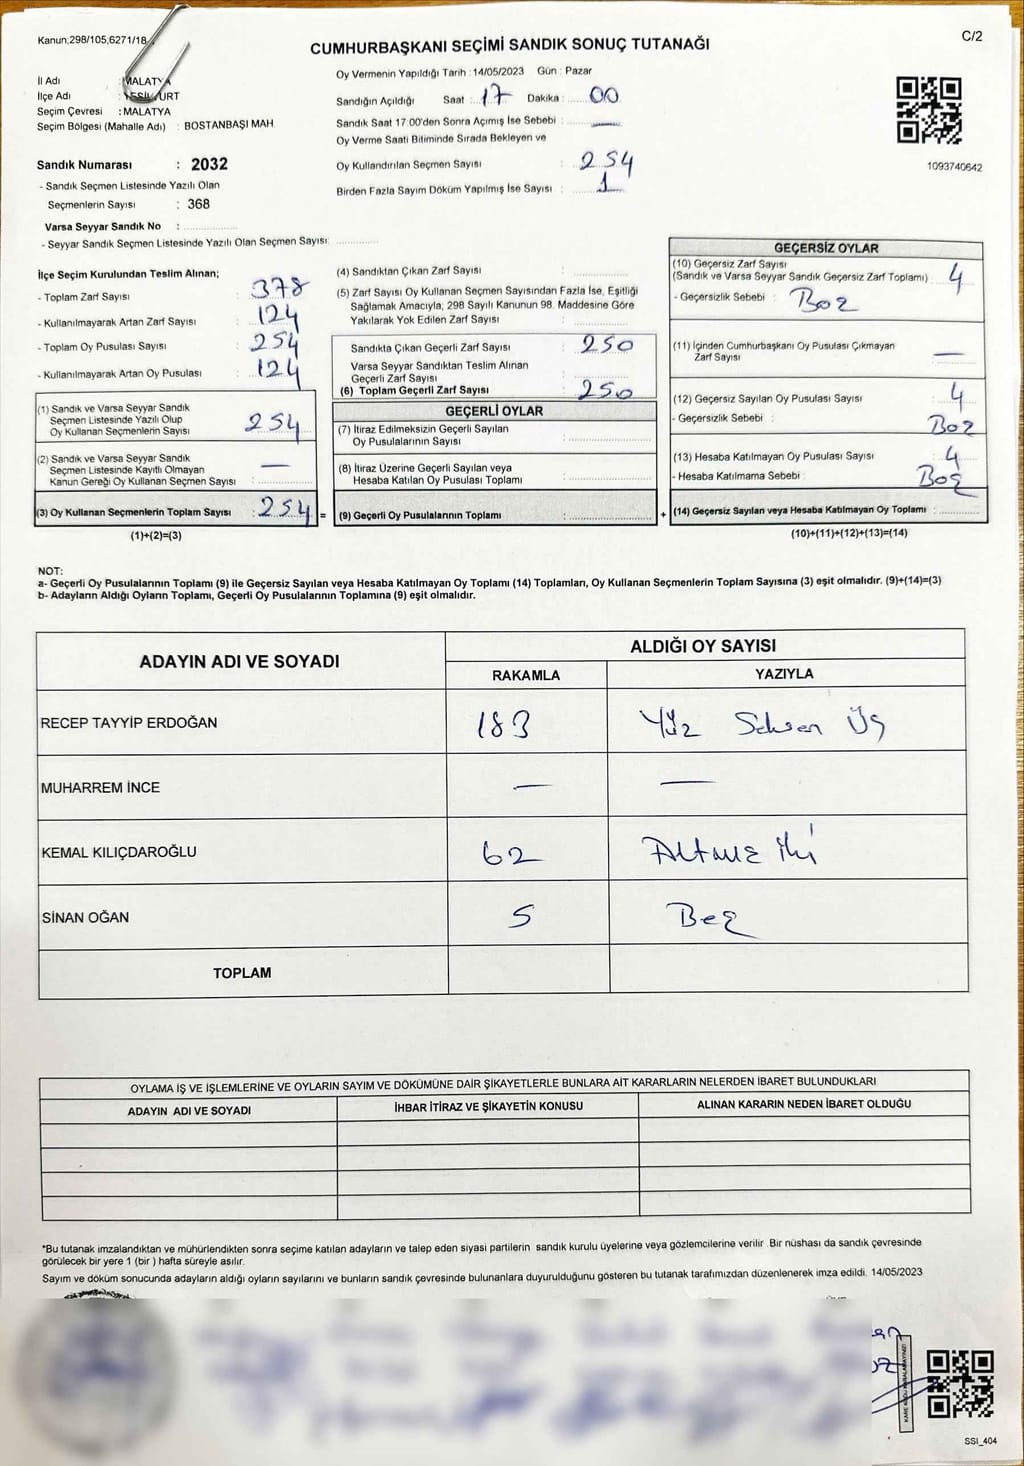 Kanun:298/105,6271/18
CUMHURBAŞKANI SEÇİMİ SANDIK SONUÇ TUTANAĞI
C/2
İl Adı : MALATYA
İlçe Adı : YEŞİLYURT
Seçim Çevresi : MALATYA
Seçim Bölgesi (Mahalle Adı) : BOSTANBAŞI MAH.
Sandık Numarası : 2032
- Sandık Seçmen Listesinde Yazılı Olan
Seçmenlerin Sayısı : 368
Varsa Seyyar Sandık No :
- Seyyar Sandık Seçmen Listesinde Yazılı Olan Seçmen Sayısı:
Oy Vermenin Yapıldığı Tarih : 14/05/2023 Gün : Pazar
Sandığın Açıldığı Saat : 17 Dakika : 00
Sandık Saat 17.00'den Sonra Açımış İse Sebebi : —
Oy Verme Saati Bitiminde Sırada Bekleyen ve
Oy Kullandırılan Seçmen Sayısı : 254
Birden Fazla Sayım Döküm Yapılmış İse Sayısı : 1
1093740642
İlçe Seçim Kurulundan Teslim Alınan;
- Toplam Zarf Sayısı : 378
- Kullanılmayarak Artan Zarf Sayısı : 124
- Toplam Oy Pusulası Sayısı : 254
- Kullanılmayarak Artan Oy Pusulası : 124
(1) Sandık ve Varsa Seyyar Sandık
Seçmen Listesinde Yazılı Olup
Oy Kullanan Seçmenlerin Sayısı : 254
(2) Sandık ve Varsa Seyyar Sandık
Seçmen Listesinde Kayıtlı Olmayan
Kanun Gereği Oy Kullanan Seçmen Sayısı : —
(3) Oy Kullanan Seçmenlerin Toplam Sayısı : 254 =
(1)+(2)=(3)
(4) Sandıktan Çıkan Zarf Sayısı :
(5) Zarf Sayısı Oy Kullanan Seçmen Sayısından Fazla İse, Eşitliği
Sağlamak Amacıyla; 298 Sayılı Kanunun 98. Maddesine Göre
Yakılarak Yok Edilen Zarf Sayısı :
Sandıkta Çıkan Geçerli Zarf Sayısı : 250
Varsa Seyyar Sandıktan Teslim Alınan
Geçerli Zarf Sayısı :
(6) Toplam Geçerli Zarf Sayısı : 250
GEÇERLİ OYLAR
(7) İtiraz Edilmeksizin Geçerli Sayılan
Oy Pusulalarının Sayısı :
(8) İtiraz Üzerine Geçerli Sayılan veya
Hesaba Katılan Oy Pusulası Toplamı :
(9) Geçerli Oy Pusulalarının Toplamı : +
GEÇERSİZ OYLAR
(10) Geçersiz Zarf Sayısı
(Sandık ve Varsa Seyyar Sandık Geçersiz Zarf Toplamı) : 4
- Geçersizlik Sebebi : Boş
(11) İçinden Cumhurbaşkanı Oy Pusulası Çıkmayan
Zarf Sayısı : —
(12) Geçersiz Sayılan Oy Pusulası Sayısı : 4
- Geçersizlik Sebebi : Boş
(13) Hesaba Katılmayan Oy Pusulası Sayısı : 4
- Hesaba Katılmama Sebebi : Boş
(14) Geçersiz Sayılan veya Hesaba Katılmayan Oy Toplamı :
(10)+(11)+(12)+(13)=(14)
NOT:
a- Geçerli Oy Pusulalarının Toplamı (9) ile Geçersiz Sayılan veya Hesaba Katılmayan Oy Toplamı (14) Toplamları, Oy Kullanan Seçmenlerin Toplam Sayısına (3) eşit olmalıdır. (9)+(14)=(3)
b- Adayların Aldığı Oyların Toplamı, Geçerli Oy Pusulalarının Toplamına (9) eşit olmalıdır.
ADAYIN ADI VE SOYADI
ALDIĞI OY SAYISI
RAKAMLA YAZIYLA
RECEP TAYYİP ERDOĞAN 183 Yüz Seksen Üç
MUHARREM İNCE — —
KEMAL KILIÇDAROĞLU 62 Altmış İki
SİNAN OĞAN 5 Beş
TOPLAM
OYLAMA İŞ VE İŞLEMLERİNE VE OYLARIN SAYIM VE DÖKÜMÜNE DAİR ŞİKAYETLERLE BUNLARA AİT KARARLARIN NELERDEN İBARET BULUNDUKLARI
ADAYIN ADI VE SOYADI İHBAR İTİRAZ VE ŞİKAYETİN KONUSU ALINAN KARARIN NEDEN İBARET OLDUĞU
*Bu tutanak imzalandıktan ve mühürlendikten sonra seçime katılan adayların ve talep eden siyasi partilerin sandık kurulu üyelerine veya gözlemcilerine verilir. Bir nüshası da sandık çevresinde
görülecek bir yere 1 (bir) hafta süreyle asılır.
Sayım ve döküm sonucunda adayların aldığı oyların sayılarını ve bunların sandık çevresinde bulunanlara duyurulduğunu gösteren bu tutanak tarafımızdan düzenlenerek imza edildi. 14/05/2023
KARE KODU KARALAMAYINIZ!
SSI_404